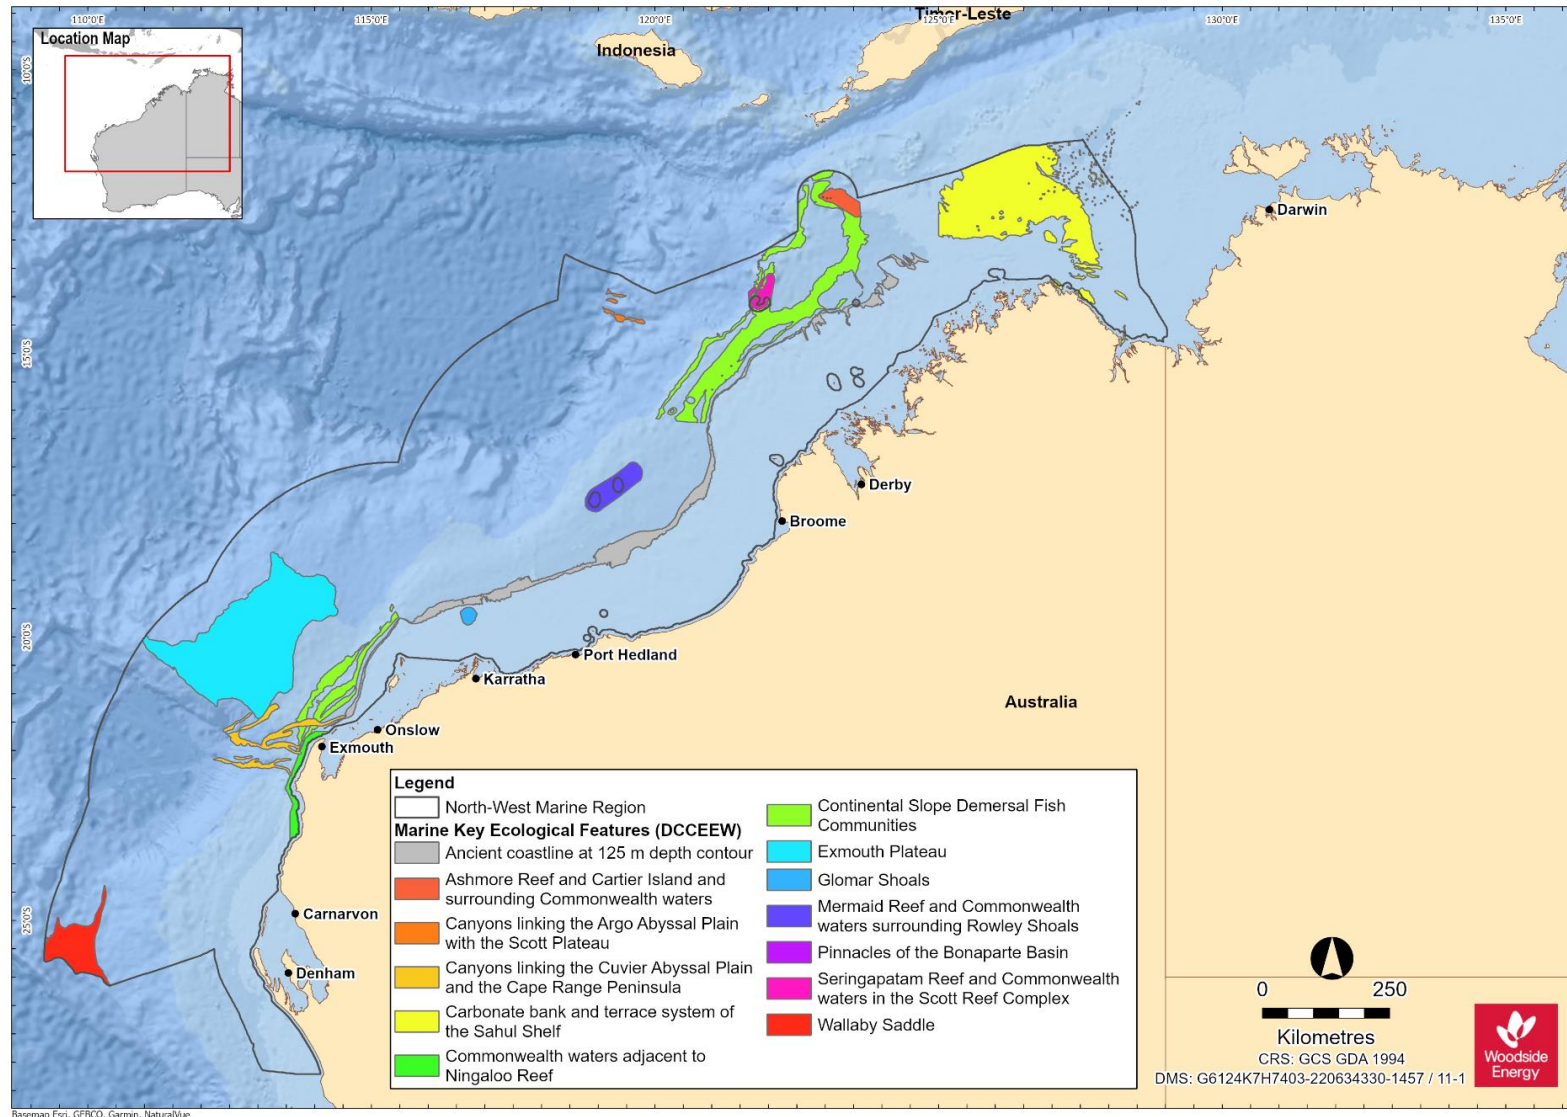 110°0'E
115°0'E
120°0'E
125°0'E
130°0'E
135°0'E
Timor-Leste
Location Map
Indonesia
10°0'S
Darwin
15°0'S
Derby
Broome
20°0'S
Port Hedland
Karratha
Australia
Onslow
Exmouth
25°0'S
Carnarvon
Denham
Legend
North-West Marine Region
Marine Key Ecological Features (DCCEEW)
Ancient coastline at 125 m depth contour
Ashmore Reef and Cartier Island and
surrounding Commonwealth waters
Canyons linking the Argo Abyssal Plain
with the Scott Plateau
Canyons linking the Cuvier Abyssal Plain
and the Cape Range Peninsula
Carbonate bank and terrace system of
the Sahul Shelf
Commonwealth waters adjacent to
Ningaloo Reef
Continental Slope Demersal Fish
Communities
Exmouth Plateau
Glomar Shoals
Mermaid Reef and Commonwealth
waters surrounding Rowley Shoals
Pinnacles of the Bonaparte Basin
Seringapatam Reef and Commonwealth
waters in the Scott Reef Complex
Wallaby Saddle
0 250
Kilometres
CRS: GCS GDA 1994
DMS: G6124K7H7403-220634330-1457 / 11-1
Woodside
Energy
Basemap Esri, GEBCO, Garmin, NaturalVue